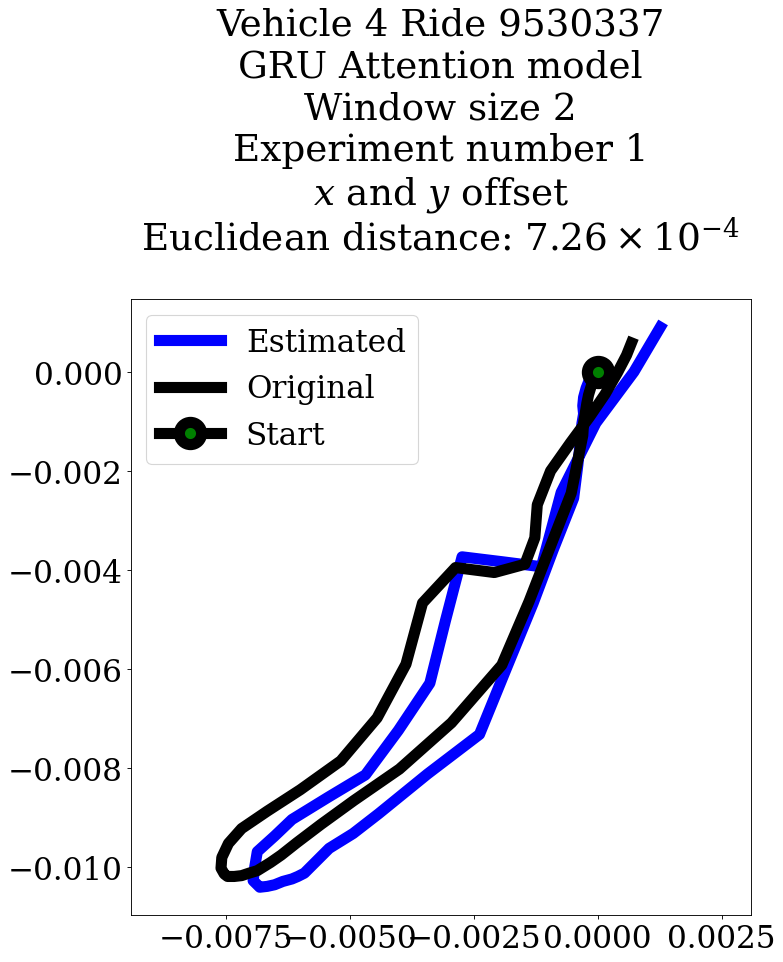 Vehicle 4 Ride 9530337
GRU Attention model
Window size 2
Experiment number 1
x and y offset
Euclidean distance: 7.26 × 10⁻⁴
Estimated
Original
Start
0.000
−0.002
−0.004
−0.006
−0.008
−0.010
−0.0075 −0.0050 −0.0025 0.0000 0.0025